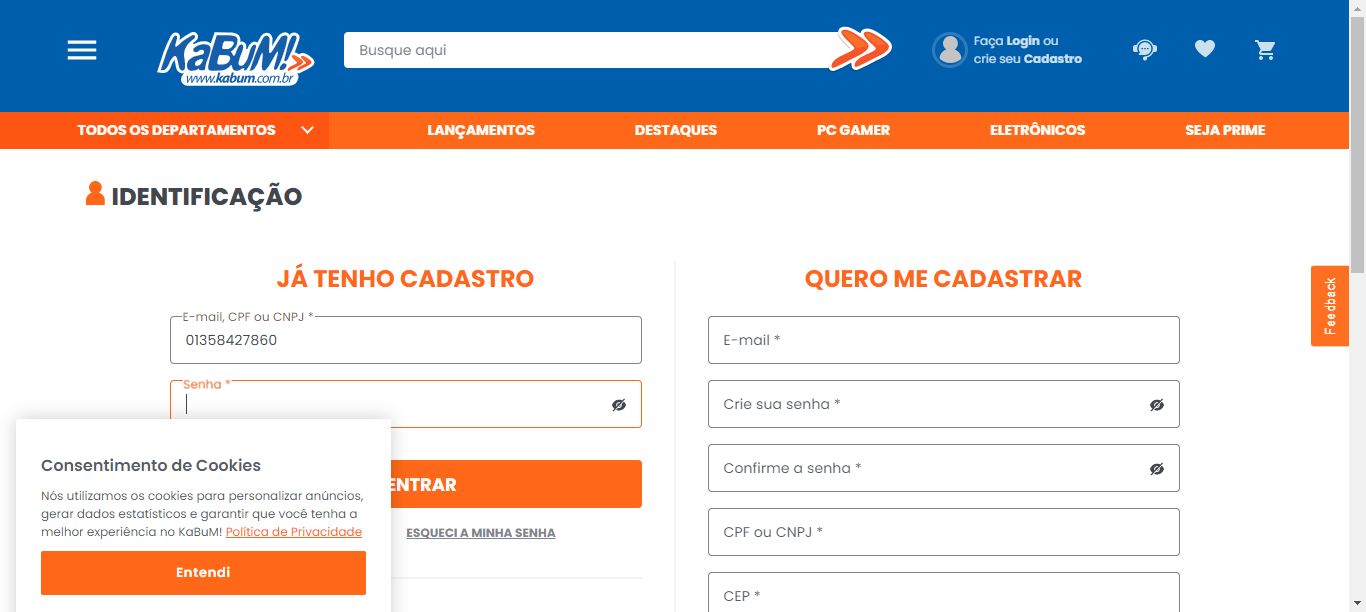 KaBuM!
www.kabum.com.br
Busque aqui
Faça Login ou
crie seu Cadastro
TODOS OS DEPARTAMENTOS
LANÇAMENTOS
DESTAQUES
PC GAMER
ELETRÔNICOS
SEJA PRIME
IDENTIFICAÇÃO
JÁ TENHO CADASTRO
E-mail, CPF ou CNPJ *
01358427860
Senha *
ENTRAR
ESQUECI A MINHA SENHA
QUERO ME CADASTRAR
E-mail *
Crie sua senha *
Confirme a senha *
CPF ou CNPJ *
CEP *
Feedback
Consentimento de Cookies
Nós utilizamos os cookies para personalizar anúncios,
gerar dados estatísticos e garantir que você tenha a
melhor experiência no KaBuM! Política de Privacidade
Entendi